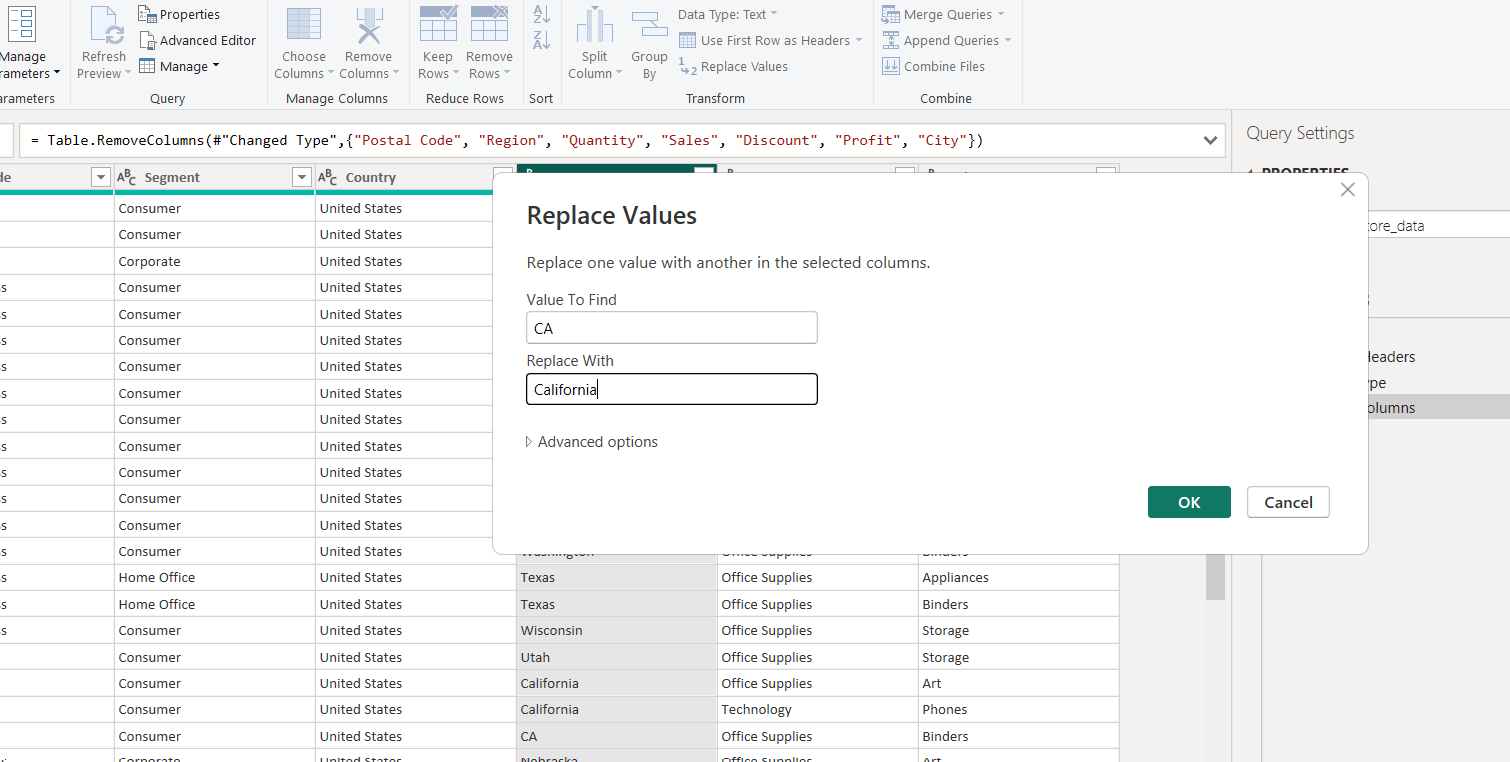 Manage
rameters
arameters
Refresh
Preview
Properties
Advanced Editor
Manage
Query
Choose
Columns
Remove
Columns
Manage Columns
Keep
Rows
Remove
Rows
Reduce Rows
Sort
Split
Column
Group
By
Data Type: Text
Use First Row as Headers
Replace Values
Transform
Merge Queries
Append Queries
Combine Files
Combine
= Table.RemoveColumns(#"Changed Type",{"Postal Code", "Region", "Quantity", "Sales", "Discount", "Profit", "City"})
Query Settings
PROPERTIES
core_data
Headers
ype
olumns
de ABC Segment ABC Country
Consumer United States
Consumer United States
Corporate United States
s Consumer United States
s Consumer United States
s Consumer United States
s Consumer United States
s Consumer United States
s Consumer United States
s Consumer United States
s Consumer United States
s Consumer United States
s Consumer United States
s Consumer United States Washington Office Supplies Binders
s Home Office United States Texas Office Supplies Appliances
s Home Office United States Texas Office Supplies Binders
s Consumer United States Wisconsin Office Supplies Storage
Consumer United States Utah Office Supplies Storage
Consumer United States California Office Supplies Art
Consumer United States California Technology Phones
Consumer United States CA Office Supplies Binders
Corporate United States Nebraska Office Supplies Art
Replace Values
Replace one value with another in the selected columns.
Value To Find
CA
Replace With
California
Advanced options
OK
Cancel